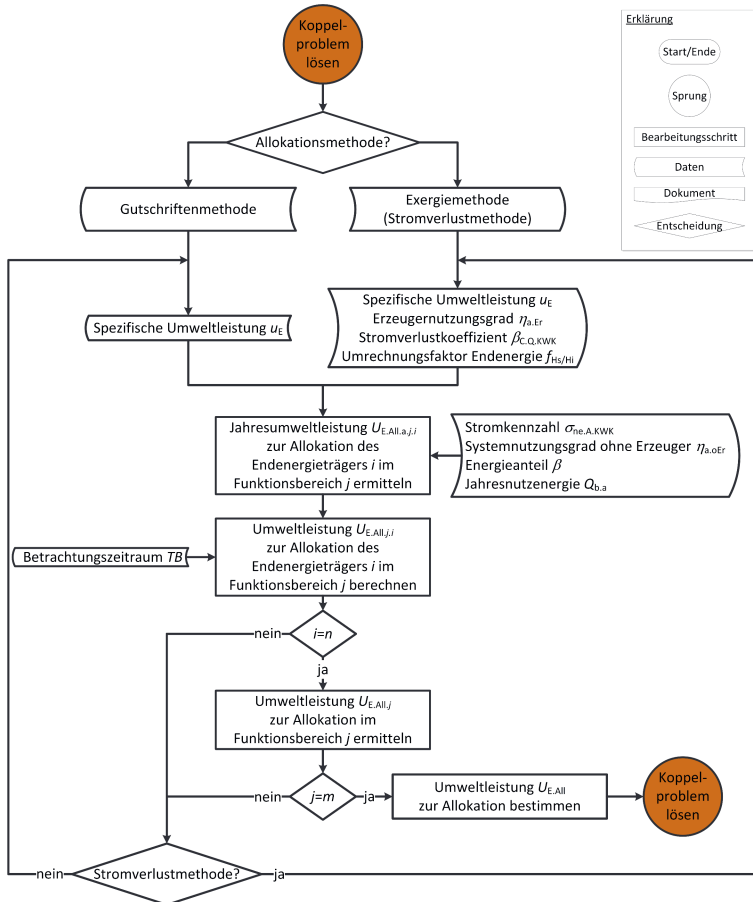 Koppel-
problem
lösen
Erklärung
Start/Ende
Sprung
Bearbeitungsschritt
Daten
Dokument
Entscheidung
Allokationsmethode?
Gutschriftenmethode
Exergiemethode
(Stromverlustmethode)
Spezifische Umweltleistung uE
Spezifische Umweltleistung uE
Erzeugernutzungsgrad ηa.Er
Stromverlustkoeffizient βC.Q.KWK
Umrechnungsfaktor Endenergie fHs/Hi
Jahresumweltleistung UE.All.a.j.i
zur Allokation des
Endenergieträgers i im
Funktionsbereich j ermitteln
Stromkennzahl σne.A.KWK
Systemnutzungsgrad ohne Erzeuger ηa.oEr
Energieanteil β
Jahresnutzenergie Qb.a
Umweltleistung UE.All.j.i
zur Allokation des
Endenergieträgers i im
Funktionsbereich j berechnen
Betrachtungszeitraum TB
nein
i=n
ja
Umweltleistung UE.All.j
zur Allokation im
Funktionsbereich j ermitteln
nein
j=m
ja
Umweltleistung UE.All
zur Allokation bestimmen
Koppel-
problem
lösen
nein
Stromverlustmethode?
ja